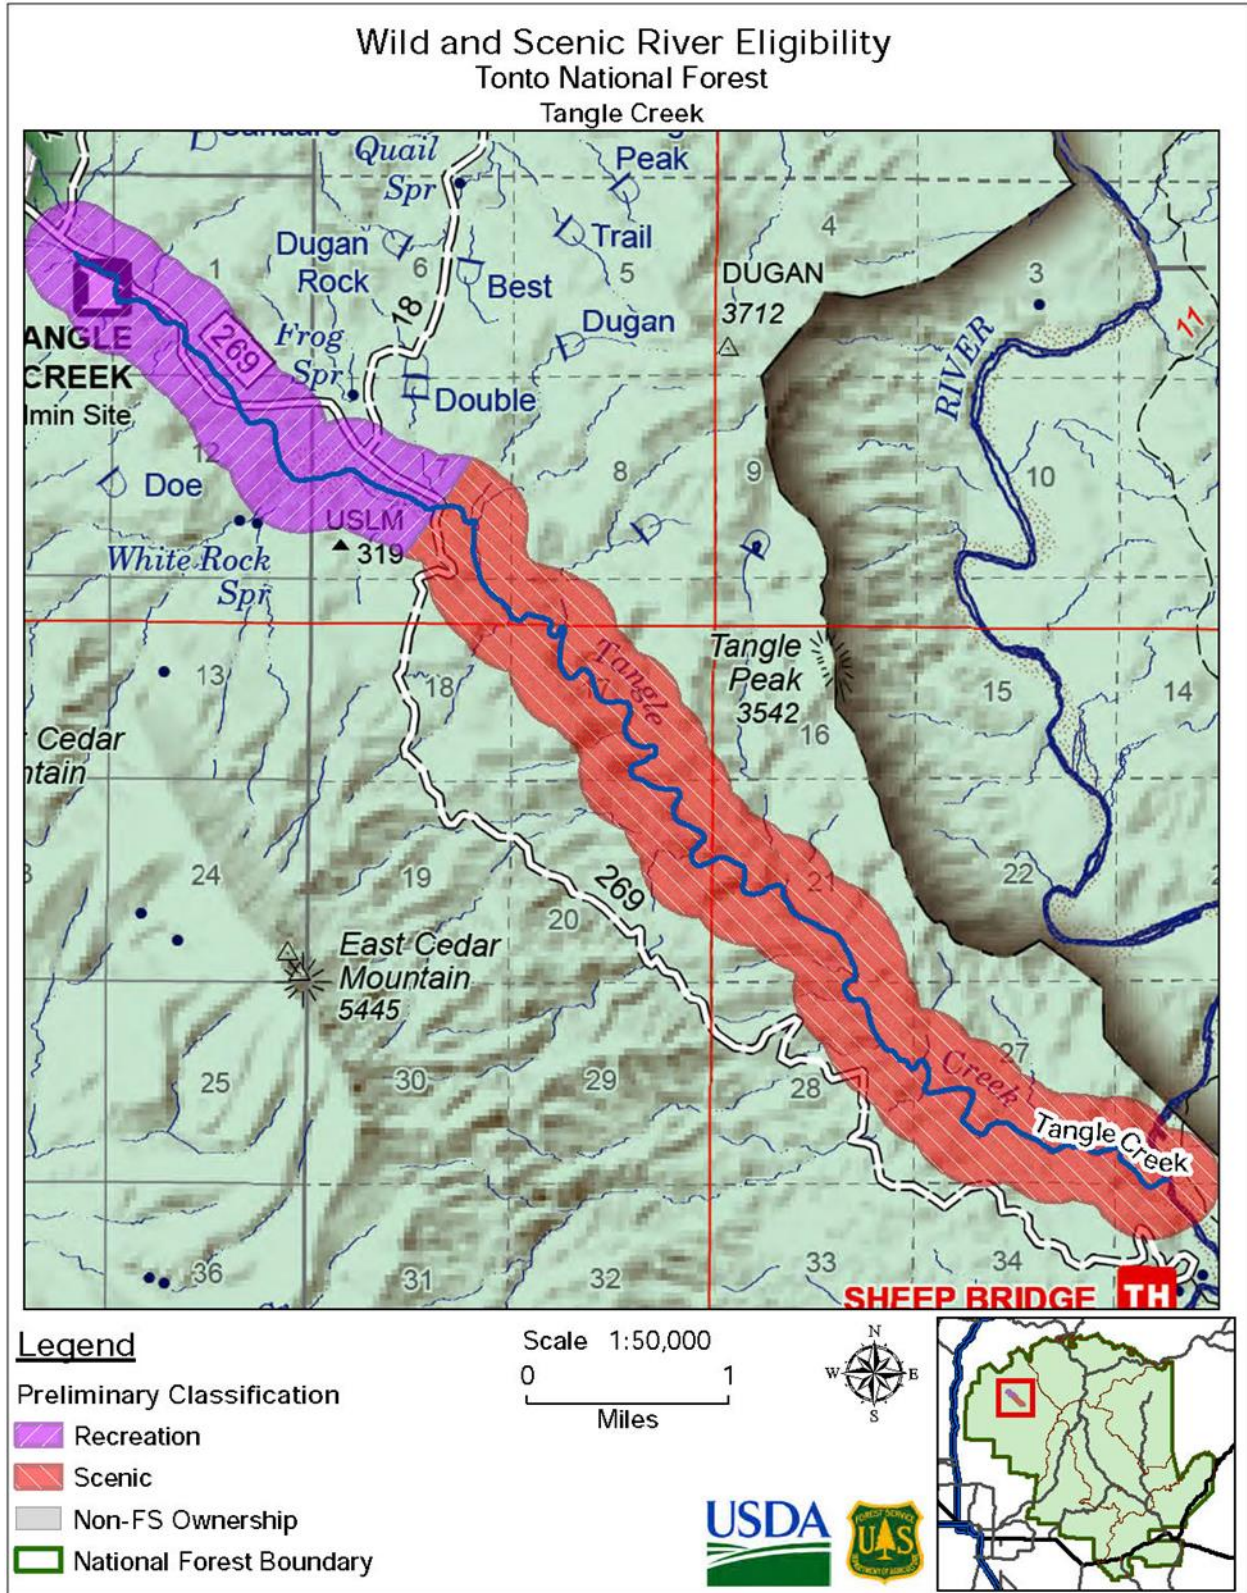 Wild and Scenic River Eligibility
Tonto National Forest
Tangle Creek
Quail
Spr
Peak
4
Dugan
Rock
Trail
1
6
5
DUGAN
3712
3
Best
18
RIVER
11
269
Frog
Spr
Dugan
ANGLE
CREEK
Double
12
7
8
9
10
Doe
USLM
319
White Rock
Spr
Tangle
Tangle
Peak
3542
13
18
17
16
15
14
Cedar
ntain
24
19
20
269
21
22
East Cedar
Mountain
5445
25
30
29
28
27
Creek
Tangle Creek
36
31
32
33
34
SHEEP BRIDGE
TH
Legend
Preliminary Classification
Recreation
Scenic
Non-FS Ownership
National Forest Boundary
Scale 1:50,000
0 1
Miles
N
W E
S
USDA
FOREST SERVICE
U S
DEPARTMENT OF AGRICULTURE